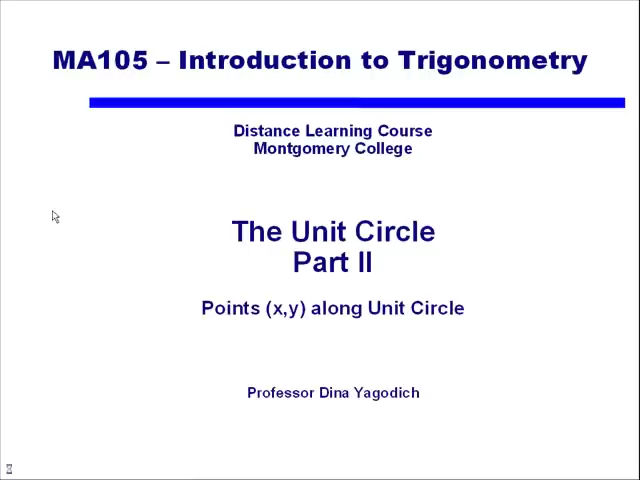 MA105 – Introduction to Trigonometry
Distance Learning Course
Montgomery College
The Unit Circle
Part II
Points (x,y) along Unit Circle
Professor Dina Yagodich